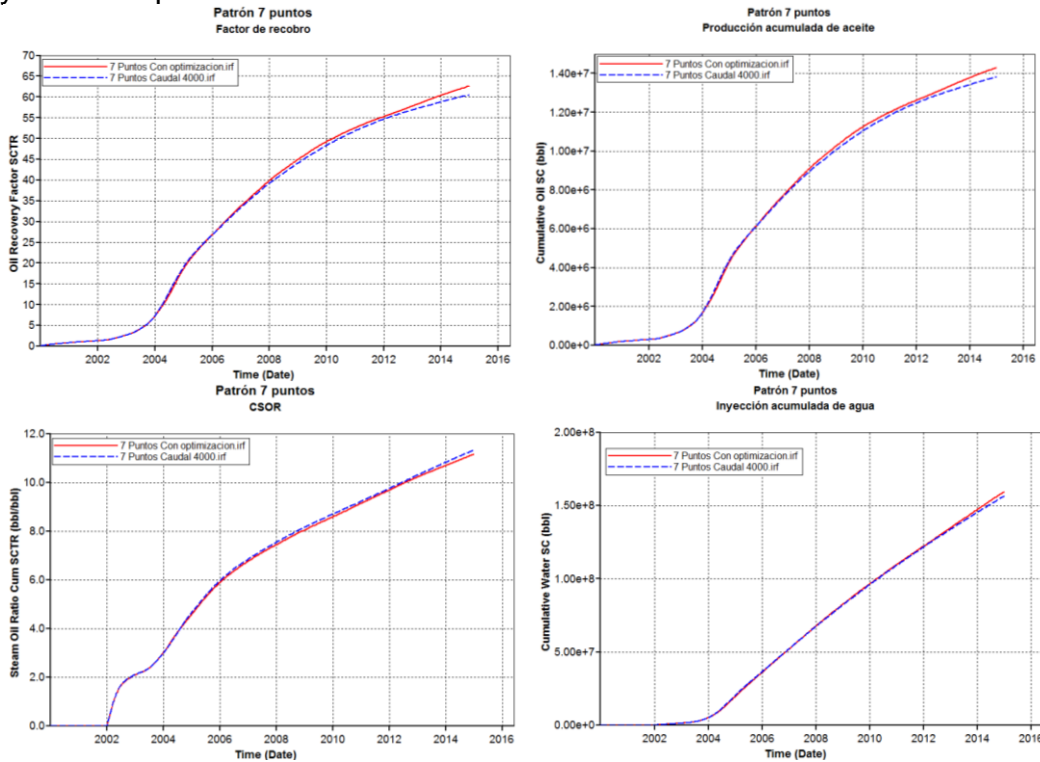 Patrón 7 puntos
Factor de recobro
7 Puntos Con optimizacion.irf
7 Puntos Caudal 4000.irf
Oil Recovery Factor SCTR
70
65
60
55
50
45
40
35
30
25
20
15
10
5
0
2002 2004 2006 2008 2010 2012 2014 2016
Time (Date)
Patrón 7 puntos
Producción acumulada de aceite
7 Puntos Con optimizacion.irf
7 Puntos Caudal 4000.irf
Cumulative Oil SC (bbl)
1.40e+7
1.20e+7
1.00e+7
8.00e+6
6.00e+6
4.00e+6
2.00e+6
0.00e+0
2002 2004 2006 2008 2010 2012 2014 2016
Time (Date)
Patrón 7 puntos
CSOR
7 Puntos Con optimizacion.irf
7 Puntos Caudal 4000.irf
Steam Oil Ratio Cum SCTR (bbl/bbl)
12.0
10.0
8.0
6.0
4.0
2.0
0.0
2002 2004 2006 2008 2010 2012 2014 2016
Time (Date)
Patrón 7 puntos
Inyección acumulada de agua
7 Puntos Con optimizacion.irf
7 Puntos Caudal 4000.irf
Cumulative Water SC (bbl)
2.00e+8
1.50e+8
1.00e+8
5.00e+7
0.00e+0
2002 2004 2006 2008 2010 2012 2014 2016
Time (Date)